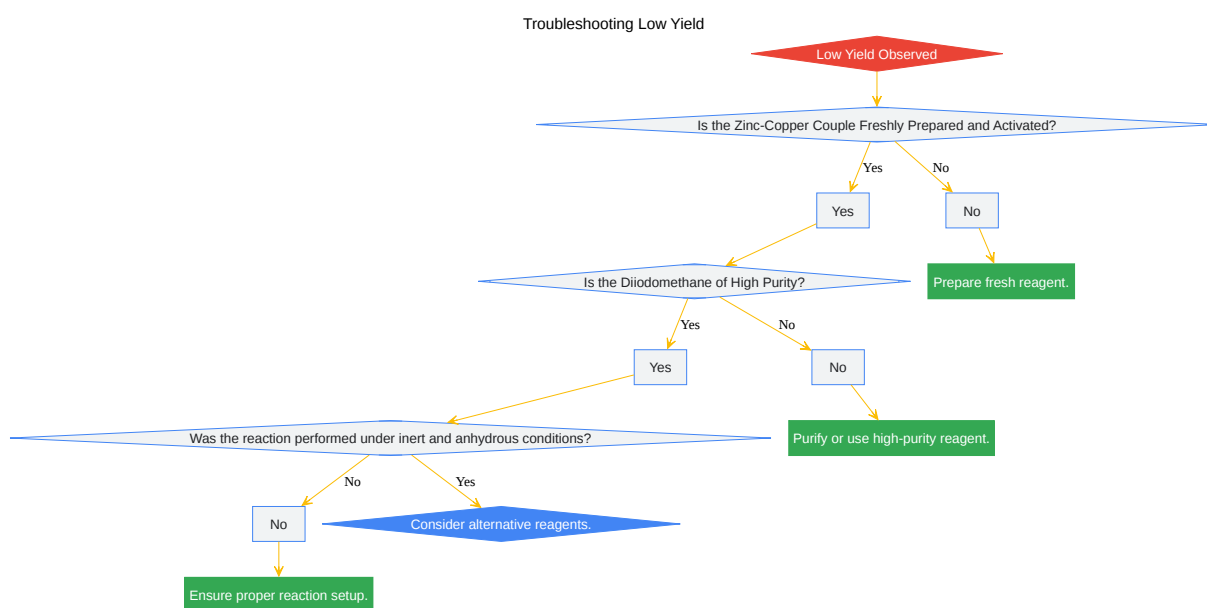 Troubleshooting Low Yield
Low Yield Observed
Is the Zinc-Copper Couple Freshly Prepared and Activated?
Yes
No
Yes
No
Is the Diiodomethane of High Purity?
Prepare fresh reagent.
Yes
No
Yes
No
Was the reaction performed under inert and anhydrous conditions?
Purify or use high-purity reagent.
No
Yes
No
Consider alternative reagents.
Ensure proper reaction setup.